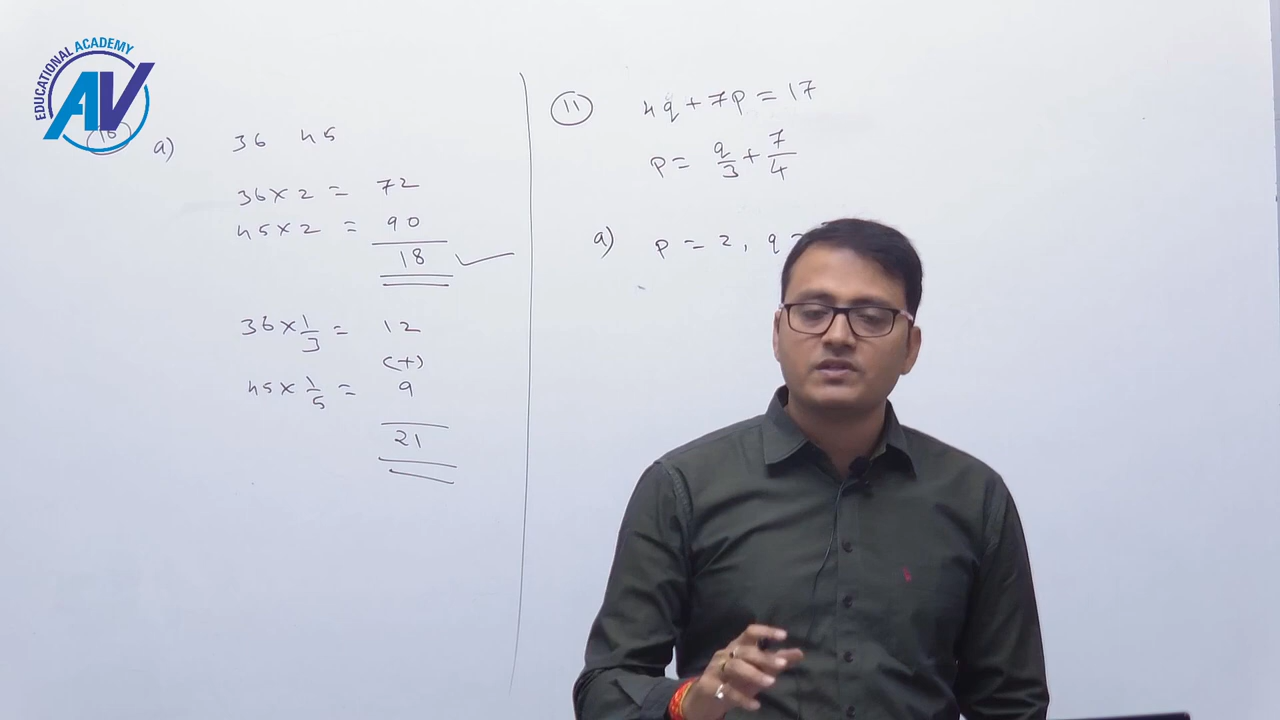 EDUCATIONAL ACADEMY
AV
a) 36 45
36 × 2 = 72
45 × 2 = 90
18
36 × 1/3 = 12
(+)
45 × 1/5 = 9
21
11 4q + 7p = 17
p = q/3 + 7/4
a) p = 2, q =